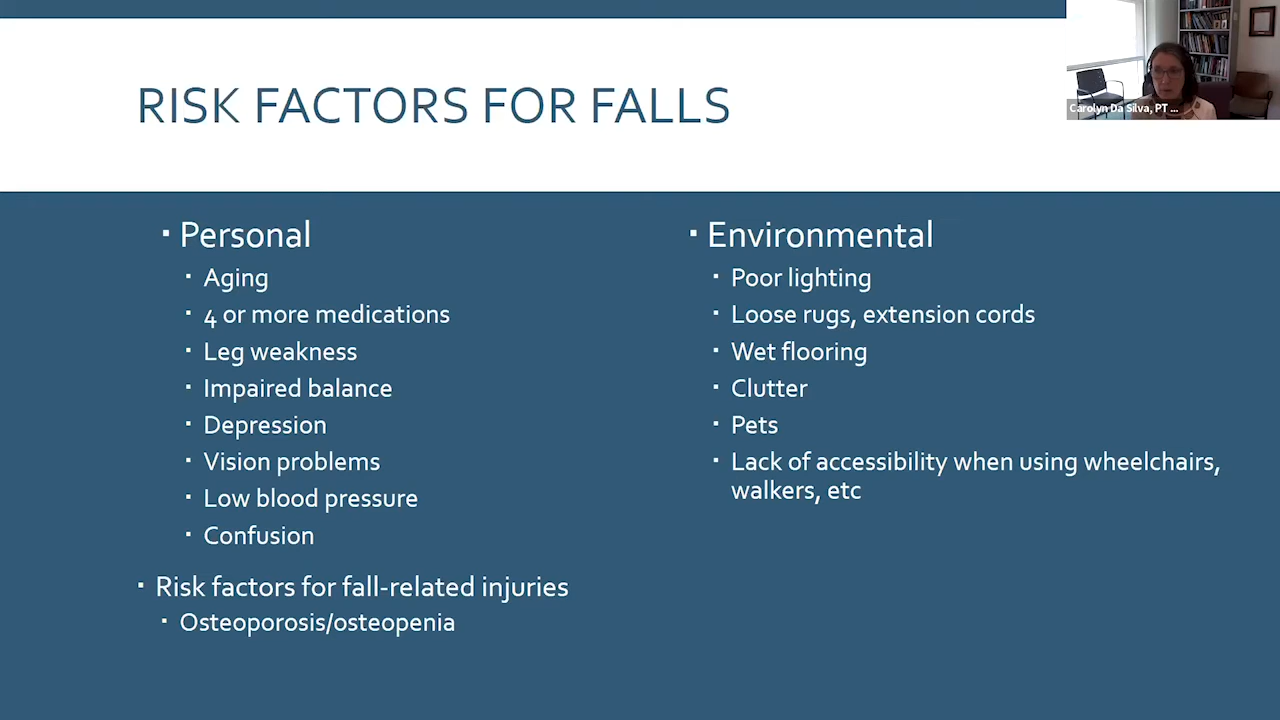 RISK FACTORS FOR FALLS
Carolyn Da Silva, PT ...
▪ Personal
▪ Aging
▪ 4 or more medications
▪ Leg weakness
▪ Impaired balance
▪ Depression
▪ Vision problems
▪ Low blood pressure
▪ Confusion
▪ Risk factors for fall-related injuries
▪ Osteoporosis/osteopenia
▪ Environmental
▪ Poor lighting
▪ Loose rugs, extension cords
▪ Wet flooring
▪ Clutter
▪ Pets
▪ Lack of accessibility when using wheelchairs,
walkers, etc